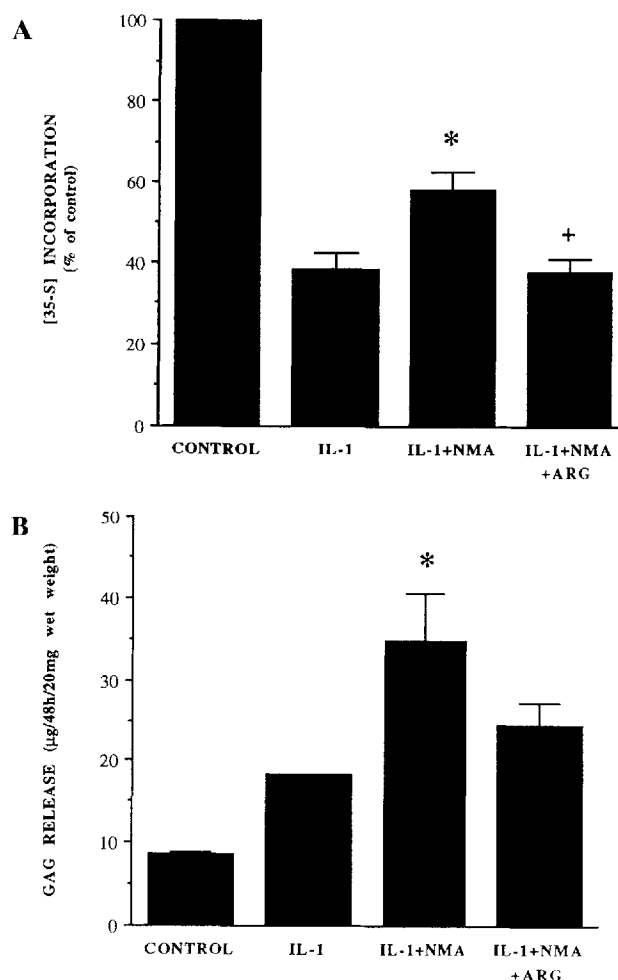 A
[35-S] INCORPORATION
(% of control)
100
80
60
40
20
0
*
+
CONTROL IL-1 IL-1+NMA IL-1+NMA
+ARG
B
GAG RELEASE (µg/48h/20mg wet weight)
50
40
30
20
10
0
*
CONTROL IL-1 IL-1+NMA IL-1+NMA
+ARG